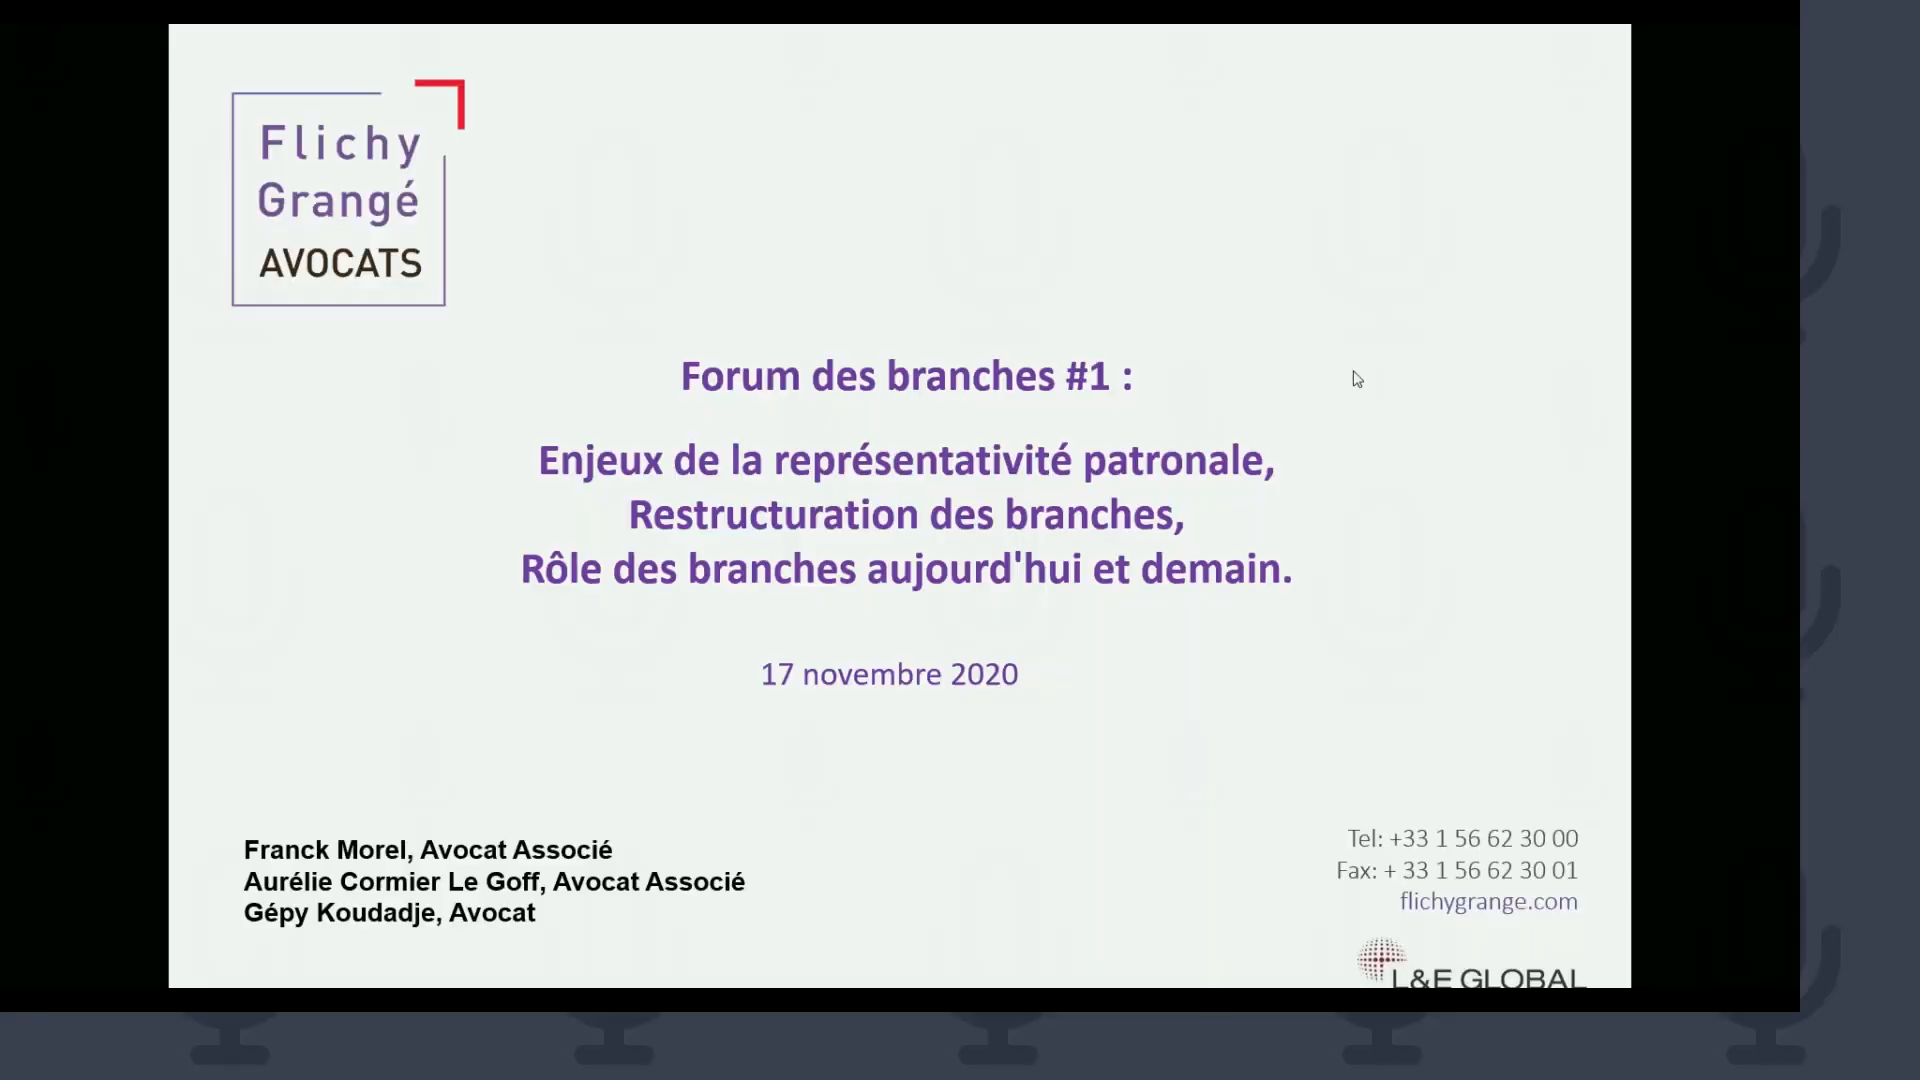 Flichy
Grangé
AVOCATS
Forum des branches #1 :
Enjeux de la représentativité patronale,
Restructuration des branches,
Rôle des branches aujourd'hui et demain.
17 novembre 2020
Franck Morel, Avocat Associé
Aurélie Cormier Le Goff, Avocat Associé
Gépy Koudadje, Avocat
Tel: +33 1 56 62 30 00
Fax: + 33 1 56 62 30 01
flichygrange.com
L&E GLOBAL